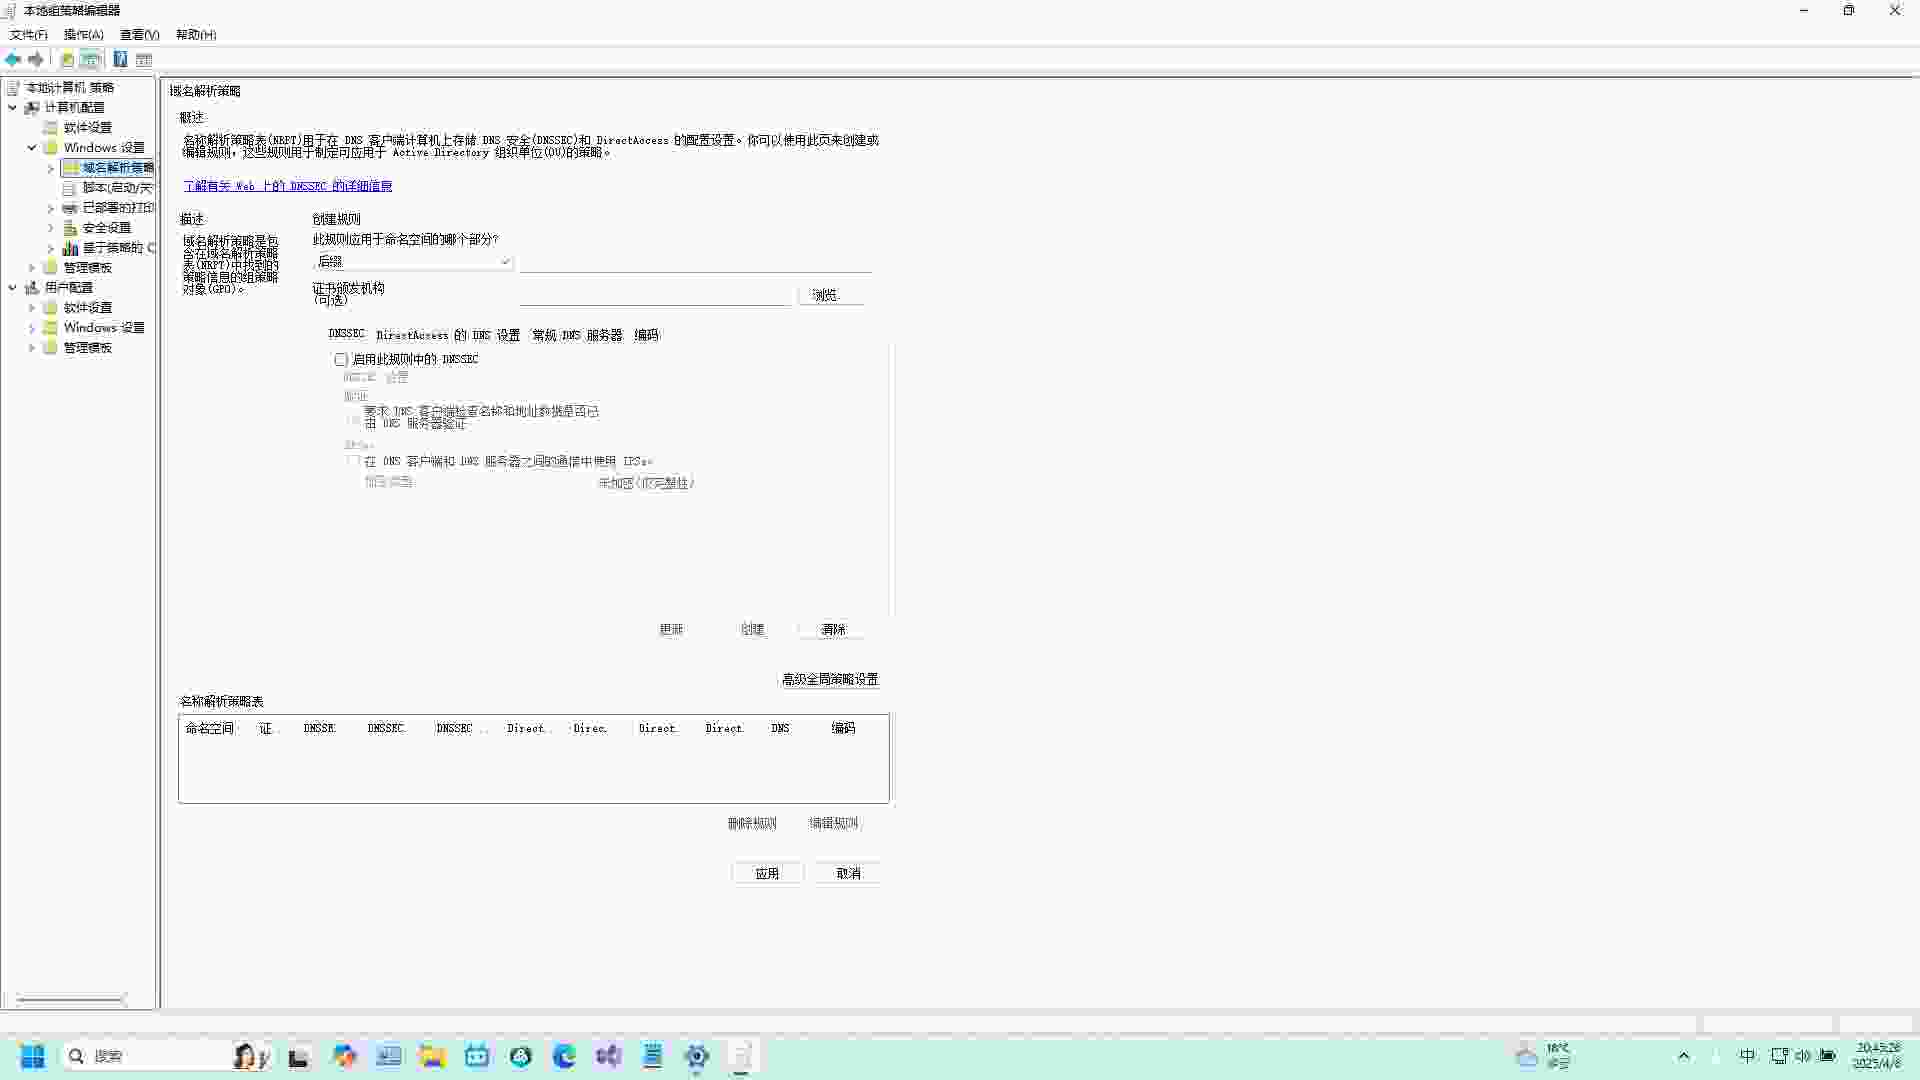 本地组策略编辑器
文件(F) 操作(A) 查看(V) 帮助(H)
本地计算机 策略
计算机配置
软件设置
Windows 设置
域名解析策略
脚本(启动/关
已部署的打印
安全设置
基于策略的
管理模板
用户配置
软件设置
Windows 设置
管理模板
域名解析策略
概述
名称解析策略表(NRPT)用于在 DNS 客户端计算机上存储 DNS 安全(DNSSEC)和 DirectAccess 的配置设置。你可以使用此页来创建或
编辑规则，这些规则用于制定可应用于 Active Directory 组织单位(OU)的策略。
了解有关 Web 上的 DNSSEC 的详细信息
描述
域名解析策略是包
含在域名解析策略
表(NRPT)中找到的
策略信息的组策略
对象(GPO)。
创建规则
此规则应用于命名空间的哪个部分?
后缀
证书颁发机构
(可选)
浏览
DNSSEC DirectAccess 的 DNS 设置 常规 DNS 服务器 编码
启用此规则中的 DNSSEC
DNSSEC 设置
验证
要求 DNS 客户端检查名称和地址数据是否已
由 DNS 服务器验证
IPSec
在 DNS 客户端和 DNS 服务器之间的通信中使用 IPSec
加密类型
未加密(仅完整性)
更新 创建 清除
高级全局策略设置
名称解析策略表
命名空间 证... DNSSE DNSSEC DNSSEC ... Direct... Direc. Direct Direct. DNS 编码
删除规则 编辑规则
应用 取消
搜索
中
20:43:26
2025/4/6